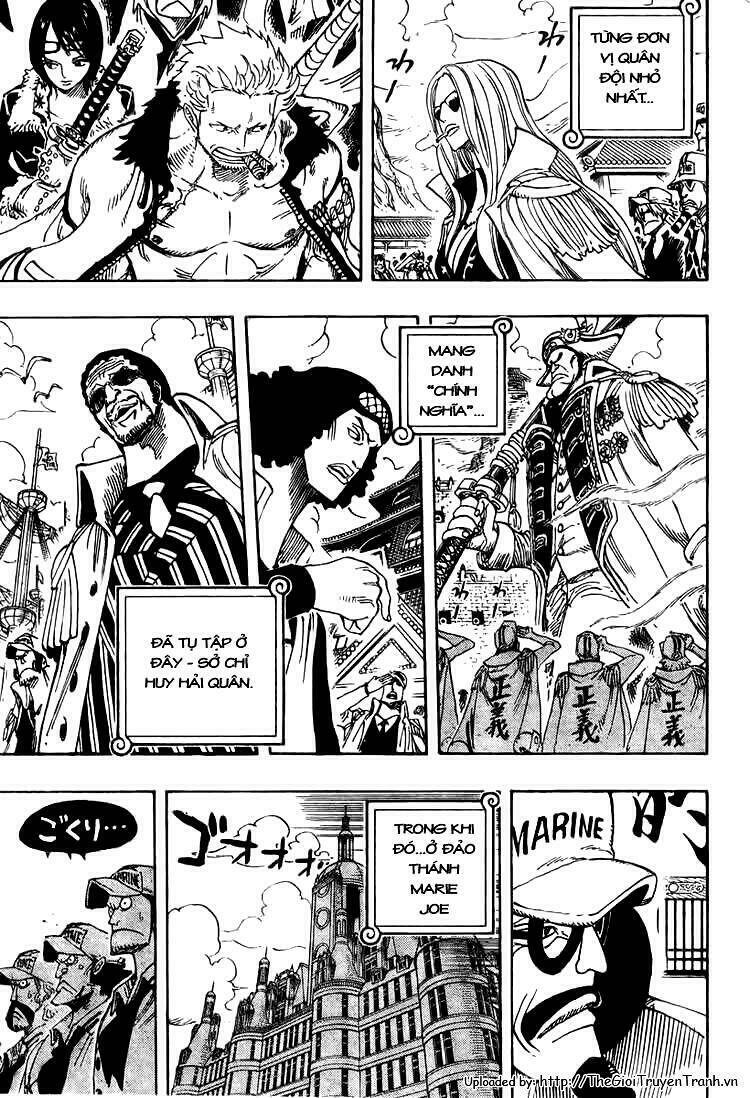 TỪNG ĐƠN
VỊ QUÂN
ĐỘI NHỎ
NHẤT...
MANG
DANH
“CHÍNH
NGHĨA”...
ĐÃ TỤ TẬP Ở
ĐÂY - SỞ CHỈ
HUY HẢI QUÂN.
正義
正義
正義
MARINE
TRONG KHI
ĐÓ...Ở ĐẢO
THÁNH
MARIE
JOE
ゴオオオオ
ごくり…
MARINE
Uploaded by: http://TheGioiTruyenTranh.vn